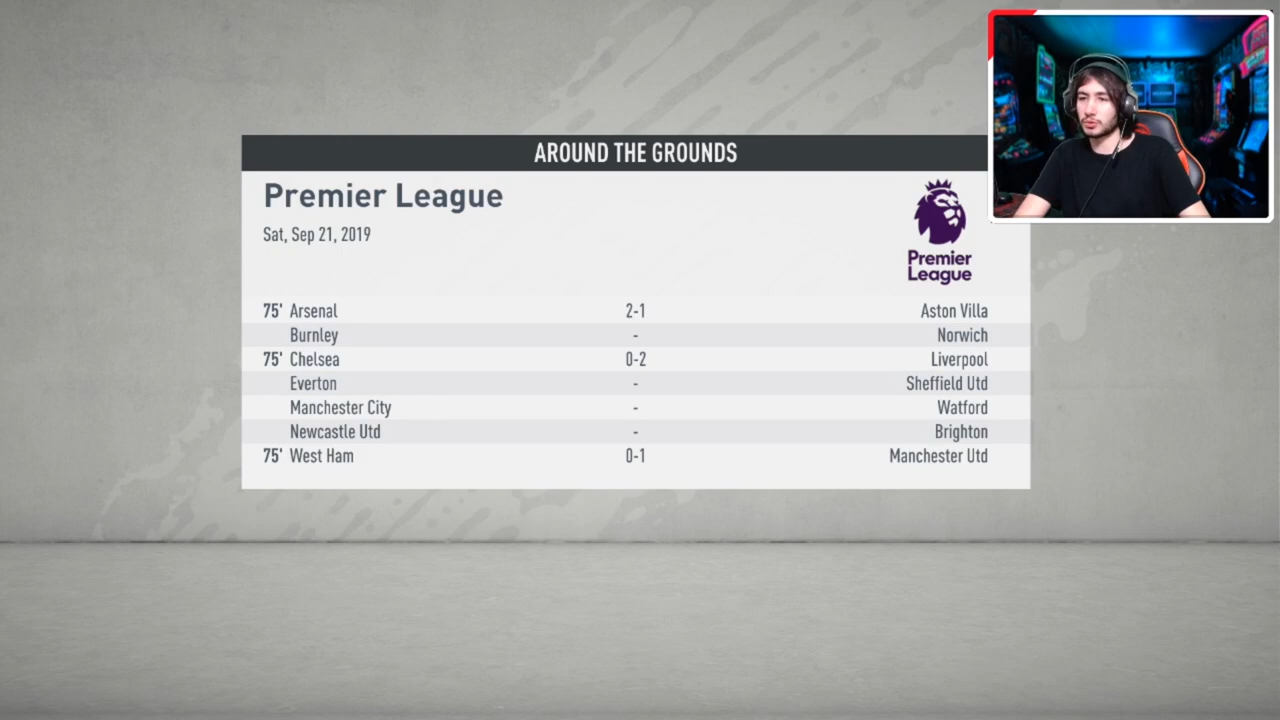 AROUND THE GROUNDS
Premier League
Sat, Sep 21, 2019
Premier
League
75' Arsenal 2-1 Aston Villa
Burnley - Norwich
75' Chelsea 0-2 Liverpool
Everton - Sheffield Utd
Manchester City - Watford
Newcastle Utd - Brighton
75' West Ham 0-1 Manchester Utd